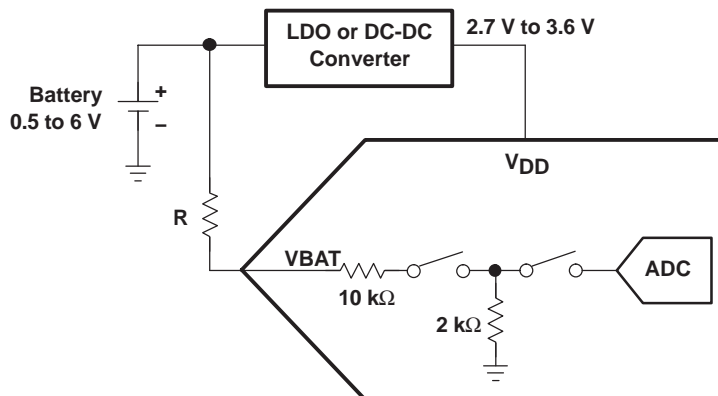 LDO or DC-DC
Converter
2.7 V to 3.6 V
Battery
0.5 to 6 V
+
–
VDD
R
VBAT
10 kΩ
2 kΩ
ADC